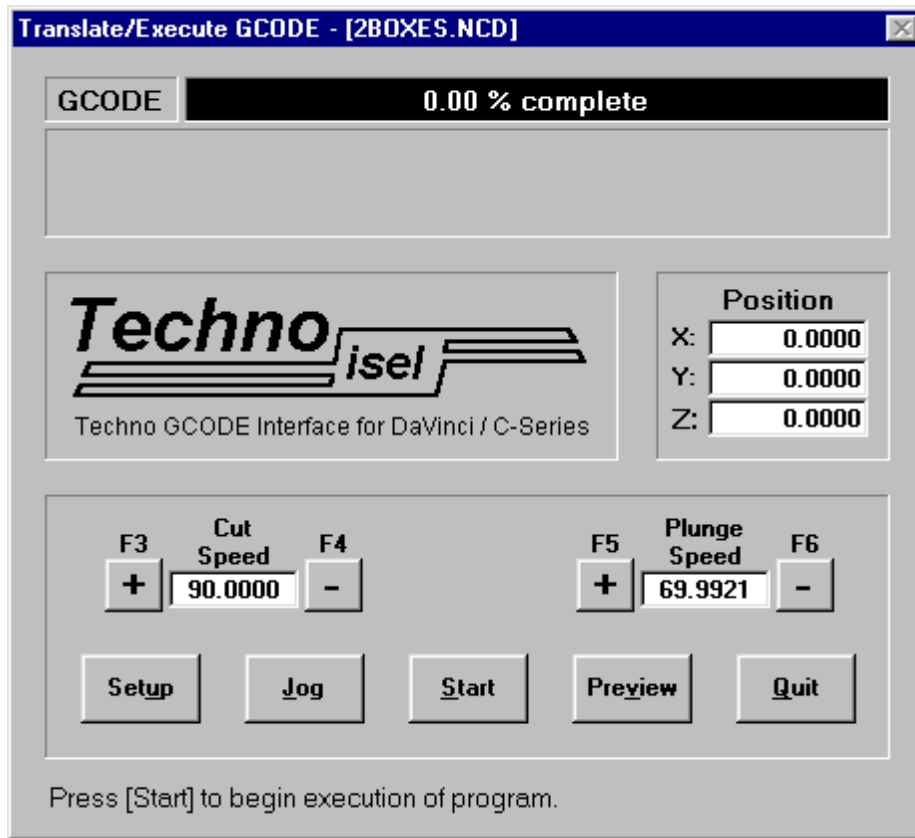 Translate/Execute GCODE - [2BOXES.NCD]
GCODE 0.00 % complete
Techno
isel
Techno GCODE Interface for DaVinci / C-Series
Position
X: 0.0000
Y: 0.0000
Z: 0.0000
F3 Cut Speed F4
+ 90.0000 -
F5 Plunge Speed F6
+ 69.9921 -
Setup Jog Start Preview Quit
Press [Start] to begin execution of program.